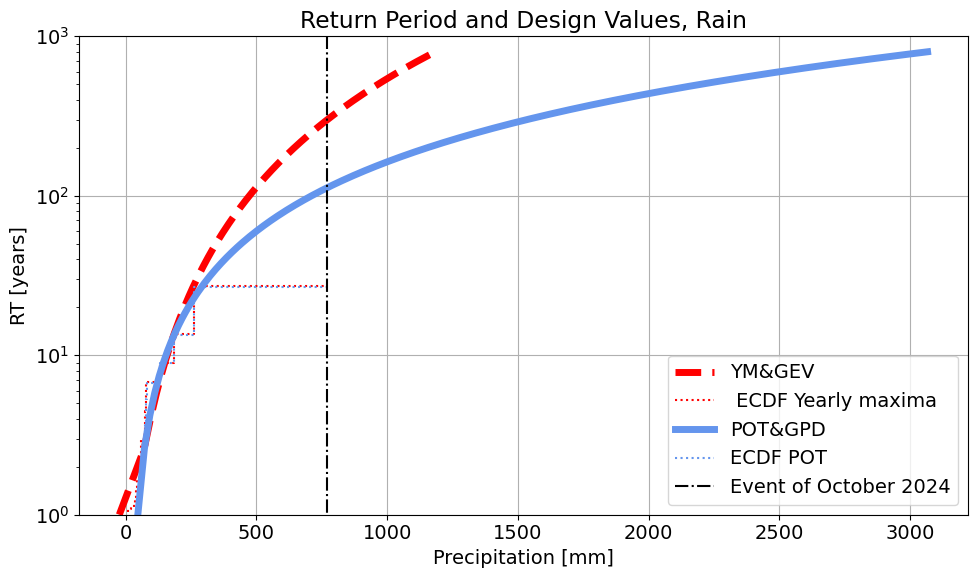 Return Period and Design Values, Rain
RT [years]
10³
10²
10¹
10⁰
0
500
1000
1500
2000
2500
3000
Precipitation [mm]
YM&GEV
ECDF Yearly maxima
POT&GPD
ECDF POT
Event of October 2024